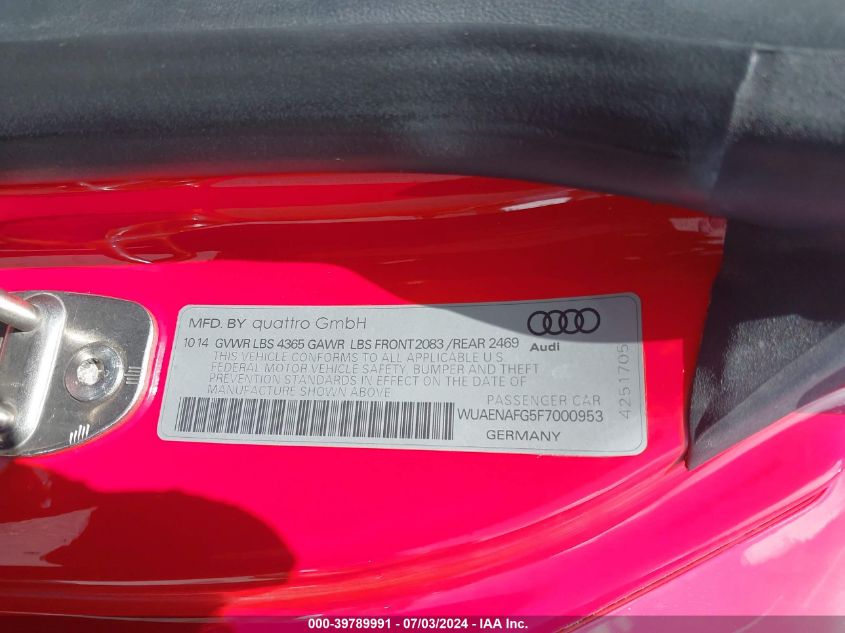 MFD. BY quattro GmbH
1014 GVWR LBS 4365 GAWR LBS FRONT 2083 /REAR 2469
Audi
THIS VEHICLE CONFORMS TO ALL APPLICABLE U.S.
FEDERAL MOTOR VEHICLE SAFETY, BUMPER AND THEFT
PREVENTION STANDARDS IN EFFECT ON THE DATE OF
MANUFACTURE SHOWN ABOVE
PASSENGER CAR
WUAENAFG5F7000953
GERMANY
4251705
000-39789991 - 07/03/2024 - IAA Inc.